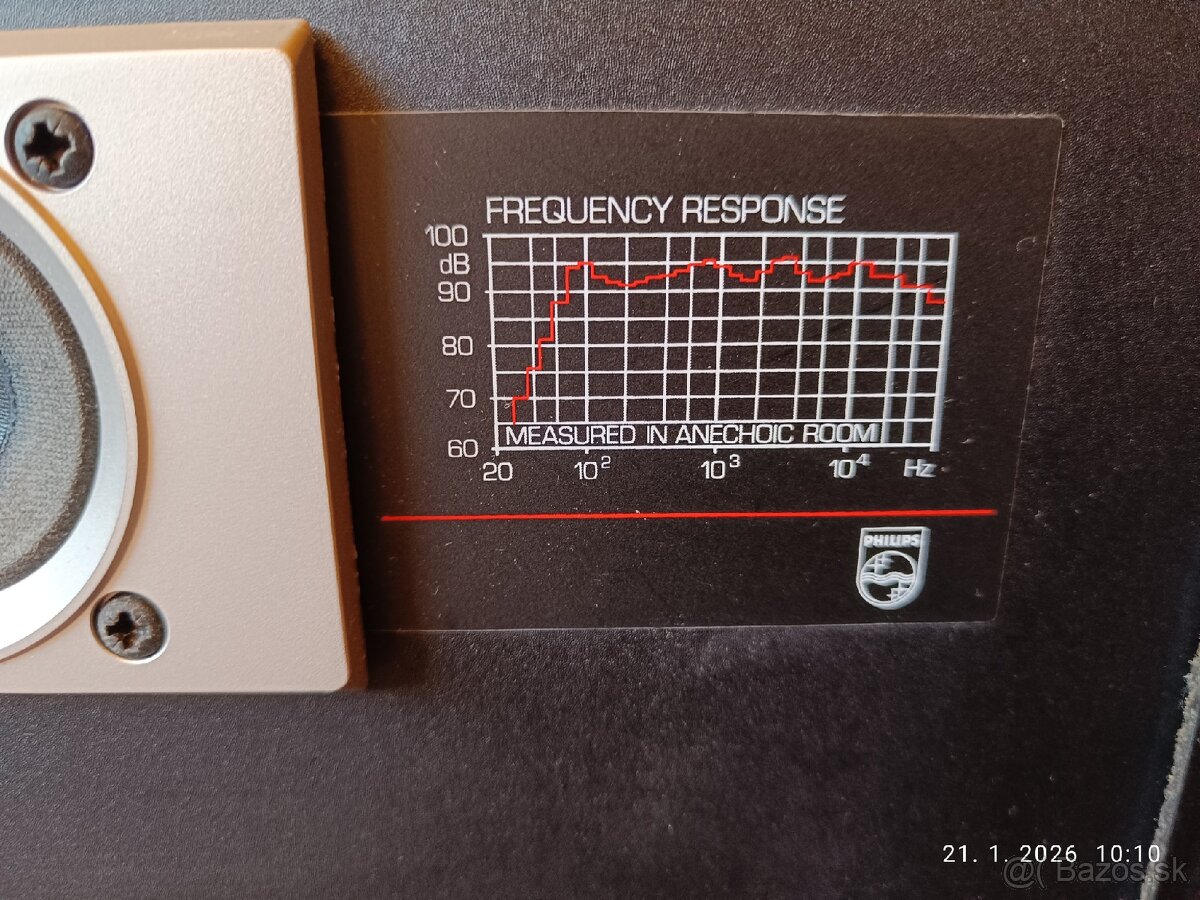 FREQUENCY RESPONSE
100
dB
90
80
70
60
MEASURED IN ANECHOIC ROOM
20 10² 10³ 10⁴ Hz
PHILIPS
21. 1. 2026 10:10
@( Bazos.sk